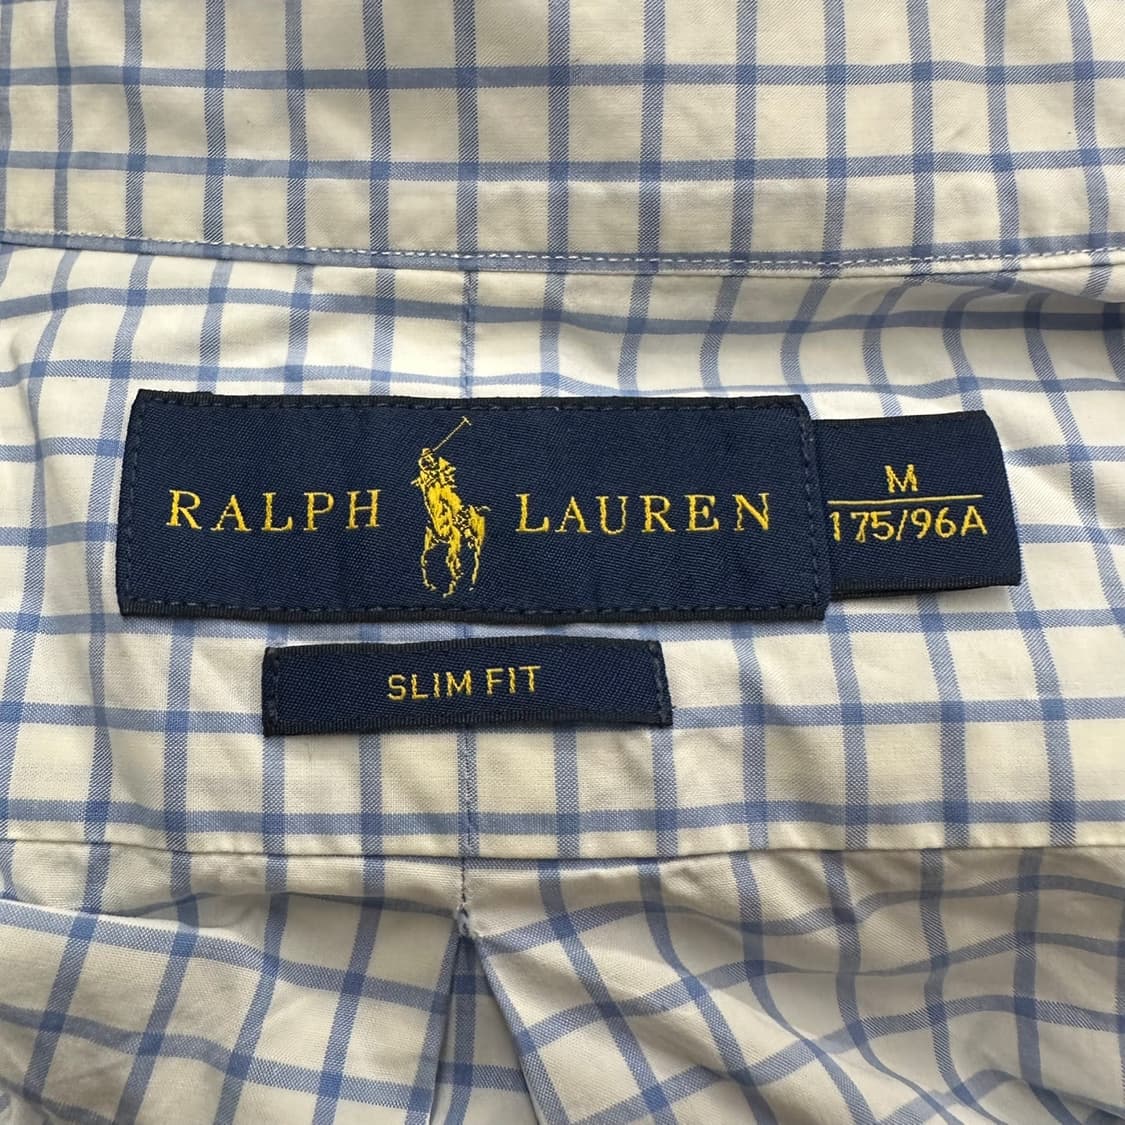 RALPH LAUREN
M
175/96A
SLIM FIT